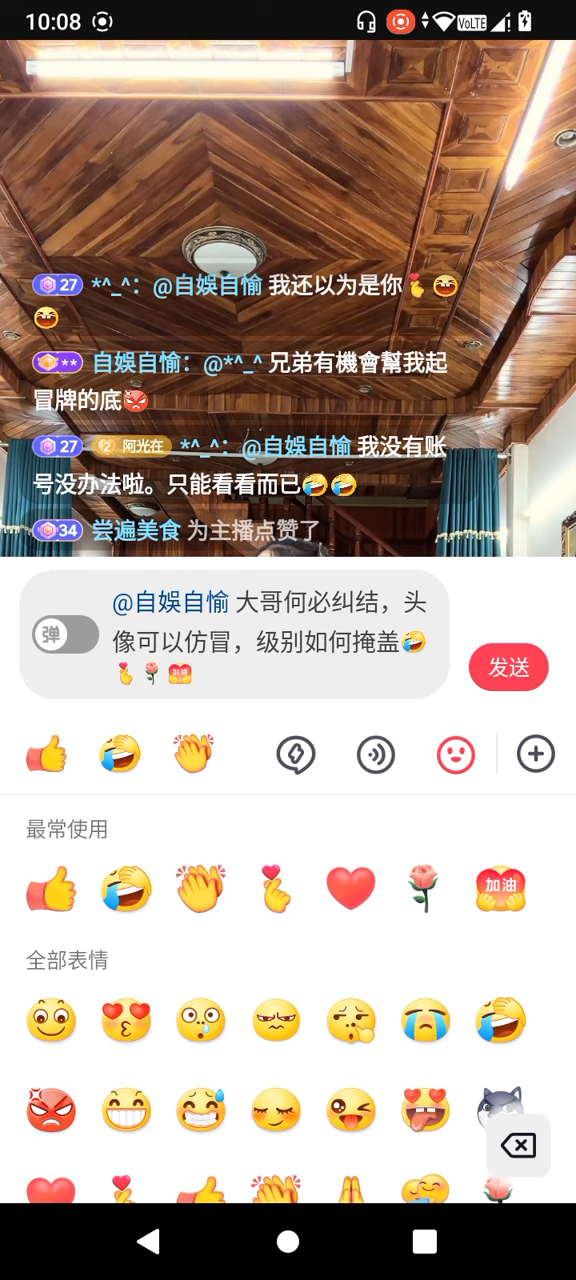 10:08
VoLTE
27 *^_^：@自娛自愉 我还以为是你
** 自娛自愉：@*^_^ 兄弟有機會幫我起
冒牌的底
27 2 阿光在 *^_^：@自娛自愉 我没有账
号没办法啦。只能看看而已
34 尝遍美食 为主播点赞了
弹
@自娛自愉 大哥何必纠结，头
像可以仿冒，级别如何掩盖
加油
发送
最常使用
加油
全部表情